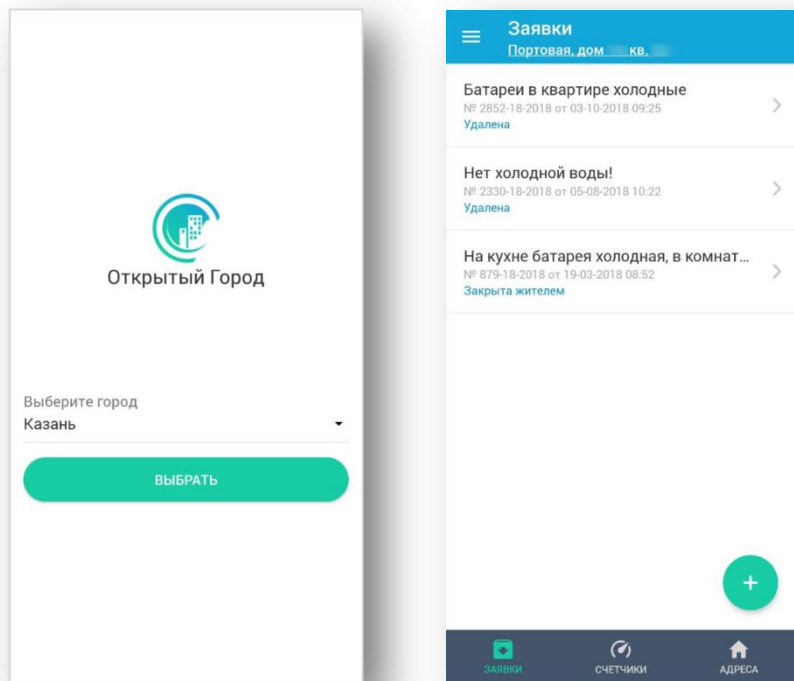 Открытый Город
Выберите город
Казань
ВЫБРАТЬ
Заявки
Портовая, дом кв.
Батареи в квартире холодные
№ 2852-18-2018 от 03-10-2018 09:25
Удалена
Нет холодной воды!
№ 2330-18-2018 от 05-08-2018 10:22
Удалена
На кухне батарея холодная, в комнат...
№ 879-18-2018 от 19-03-2018 08:52
Закрыта жителем
+
ЗАЯВКИ
СЧЕТЧИКИ
АДРЕСА